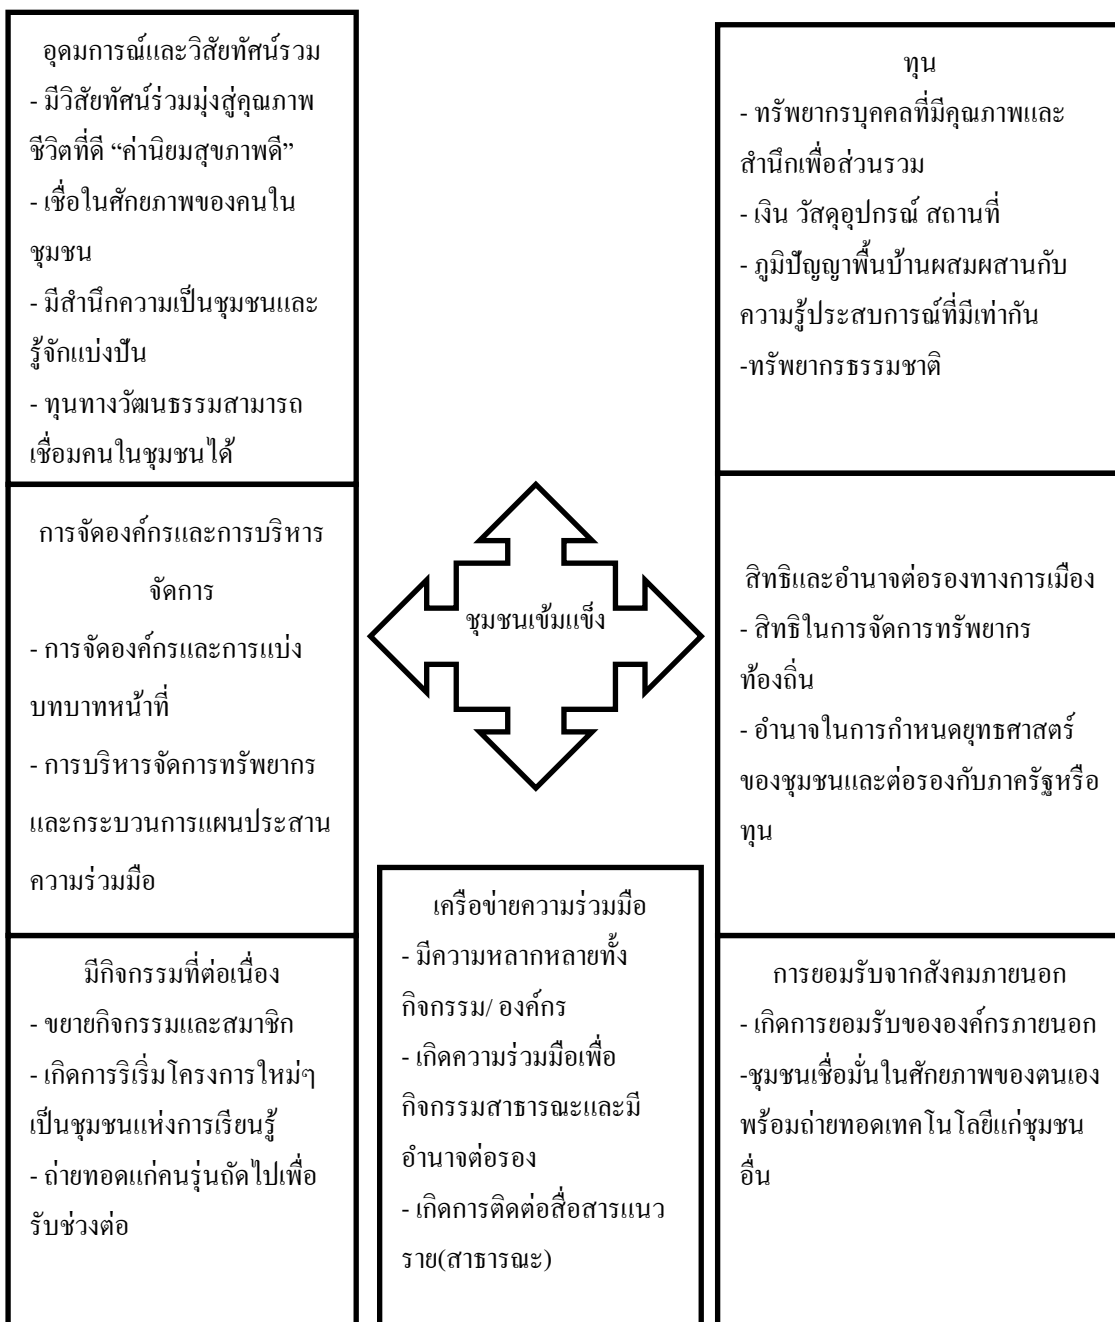 อุดมการณ์และวิสัยทัศน์รวม
- มีวิสัยทัศน์ร่วมมุ่งสู่คุณภาพ
ชีวิตที่ดี “ค่านิยมสุขภาพดี”
- เชื่อในศักยภาพของคนใน
ชุมชน
- มีสำนึกความเป็นชุมชนและ
รู้จักแบ่งปัน
- ทุนทางวัฒนธรรมสามารถ
เชื่อมคนในชุมชนได้
ทุน
- ทรัพยากรบุคคลที่มีคุณภาพและ
สำนึกเพื่อส่วนรวม
- เงิน วัสดุอุปกรณ์ สถานที่
- ภูมิปัญญาพื้นบ้านผสมผสานกับ
ความรู้ประสบการณ์ที่มีเท่ากัน
-ทรัพยากรธรรมชาติ
การจัดองค์กรและการบริหาร
จัดการ
- การจัดองค์กรและการแบ่ง
บทบาทหน้าที่
- การบริหารจัดการทรัพยากร
และกระบวนการแผนประสาน
ความร่วมมือ
ชุมชนเข้มแข็ง
สิทธิและอำนาจต่อรองทางการเมือง
- สิทธิในการจัดการทรัพยากร
ท้องถิ่น
- อำนาจในการกำหนดยุทธศาสตร์
ของชุมชนและต่อรองกับภาครัฐหรือ
ทุน
มีกิจกรรมที่ต่อเนื่อง
- ขยายกิจกรรมและสมาชิก
- เกิดการริเริ่มโครงการใหม่ๆ
เป็นชุมชนแห่งการเรียนรู้
- ถ่ายทอดแก่คนรุ่นถัดไปเพื่อ
รับช่วงต่อ
เครือข่ายความร่วมมือ
- มีความหลากหลายทั้ง
กิจกรรม/ องค์กร
- เกิดความร่วมมือเพื่อ
กิจกรรมสาธารณะและมี
อำนาจต่อรอง
- เกิดการติดต่อสื่อสารแนว
ราย(สาธารณะ)
การยอมรับจากสังคมภายนอก
- เกิดการยอมรับขององค์กรภายนอก
-ชุมชนเชื่อมั่นในศักยภาพของตนเอง
พร้อมถ่ายทอดเทคโนโลยีแก่ชุมชน
อื่น